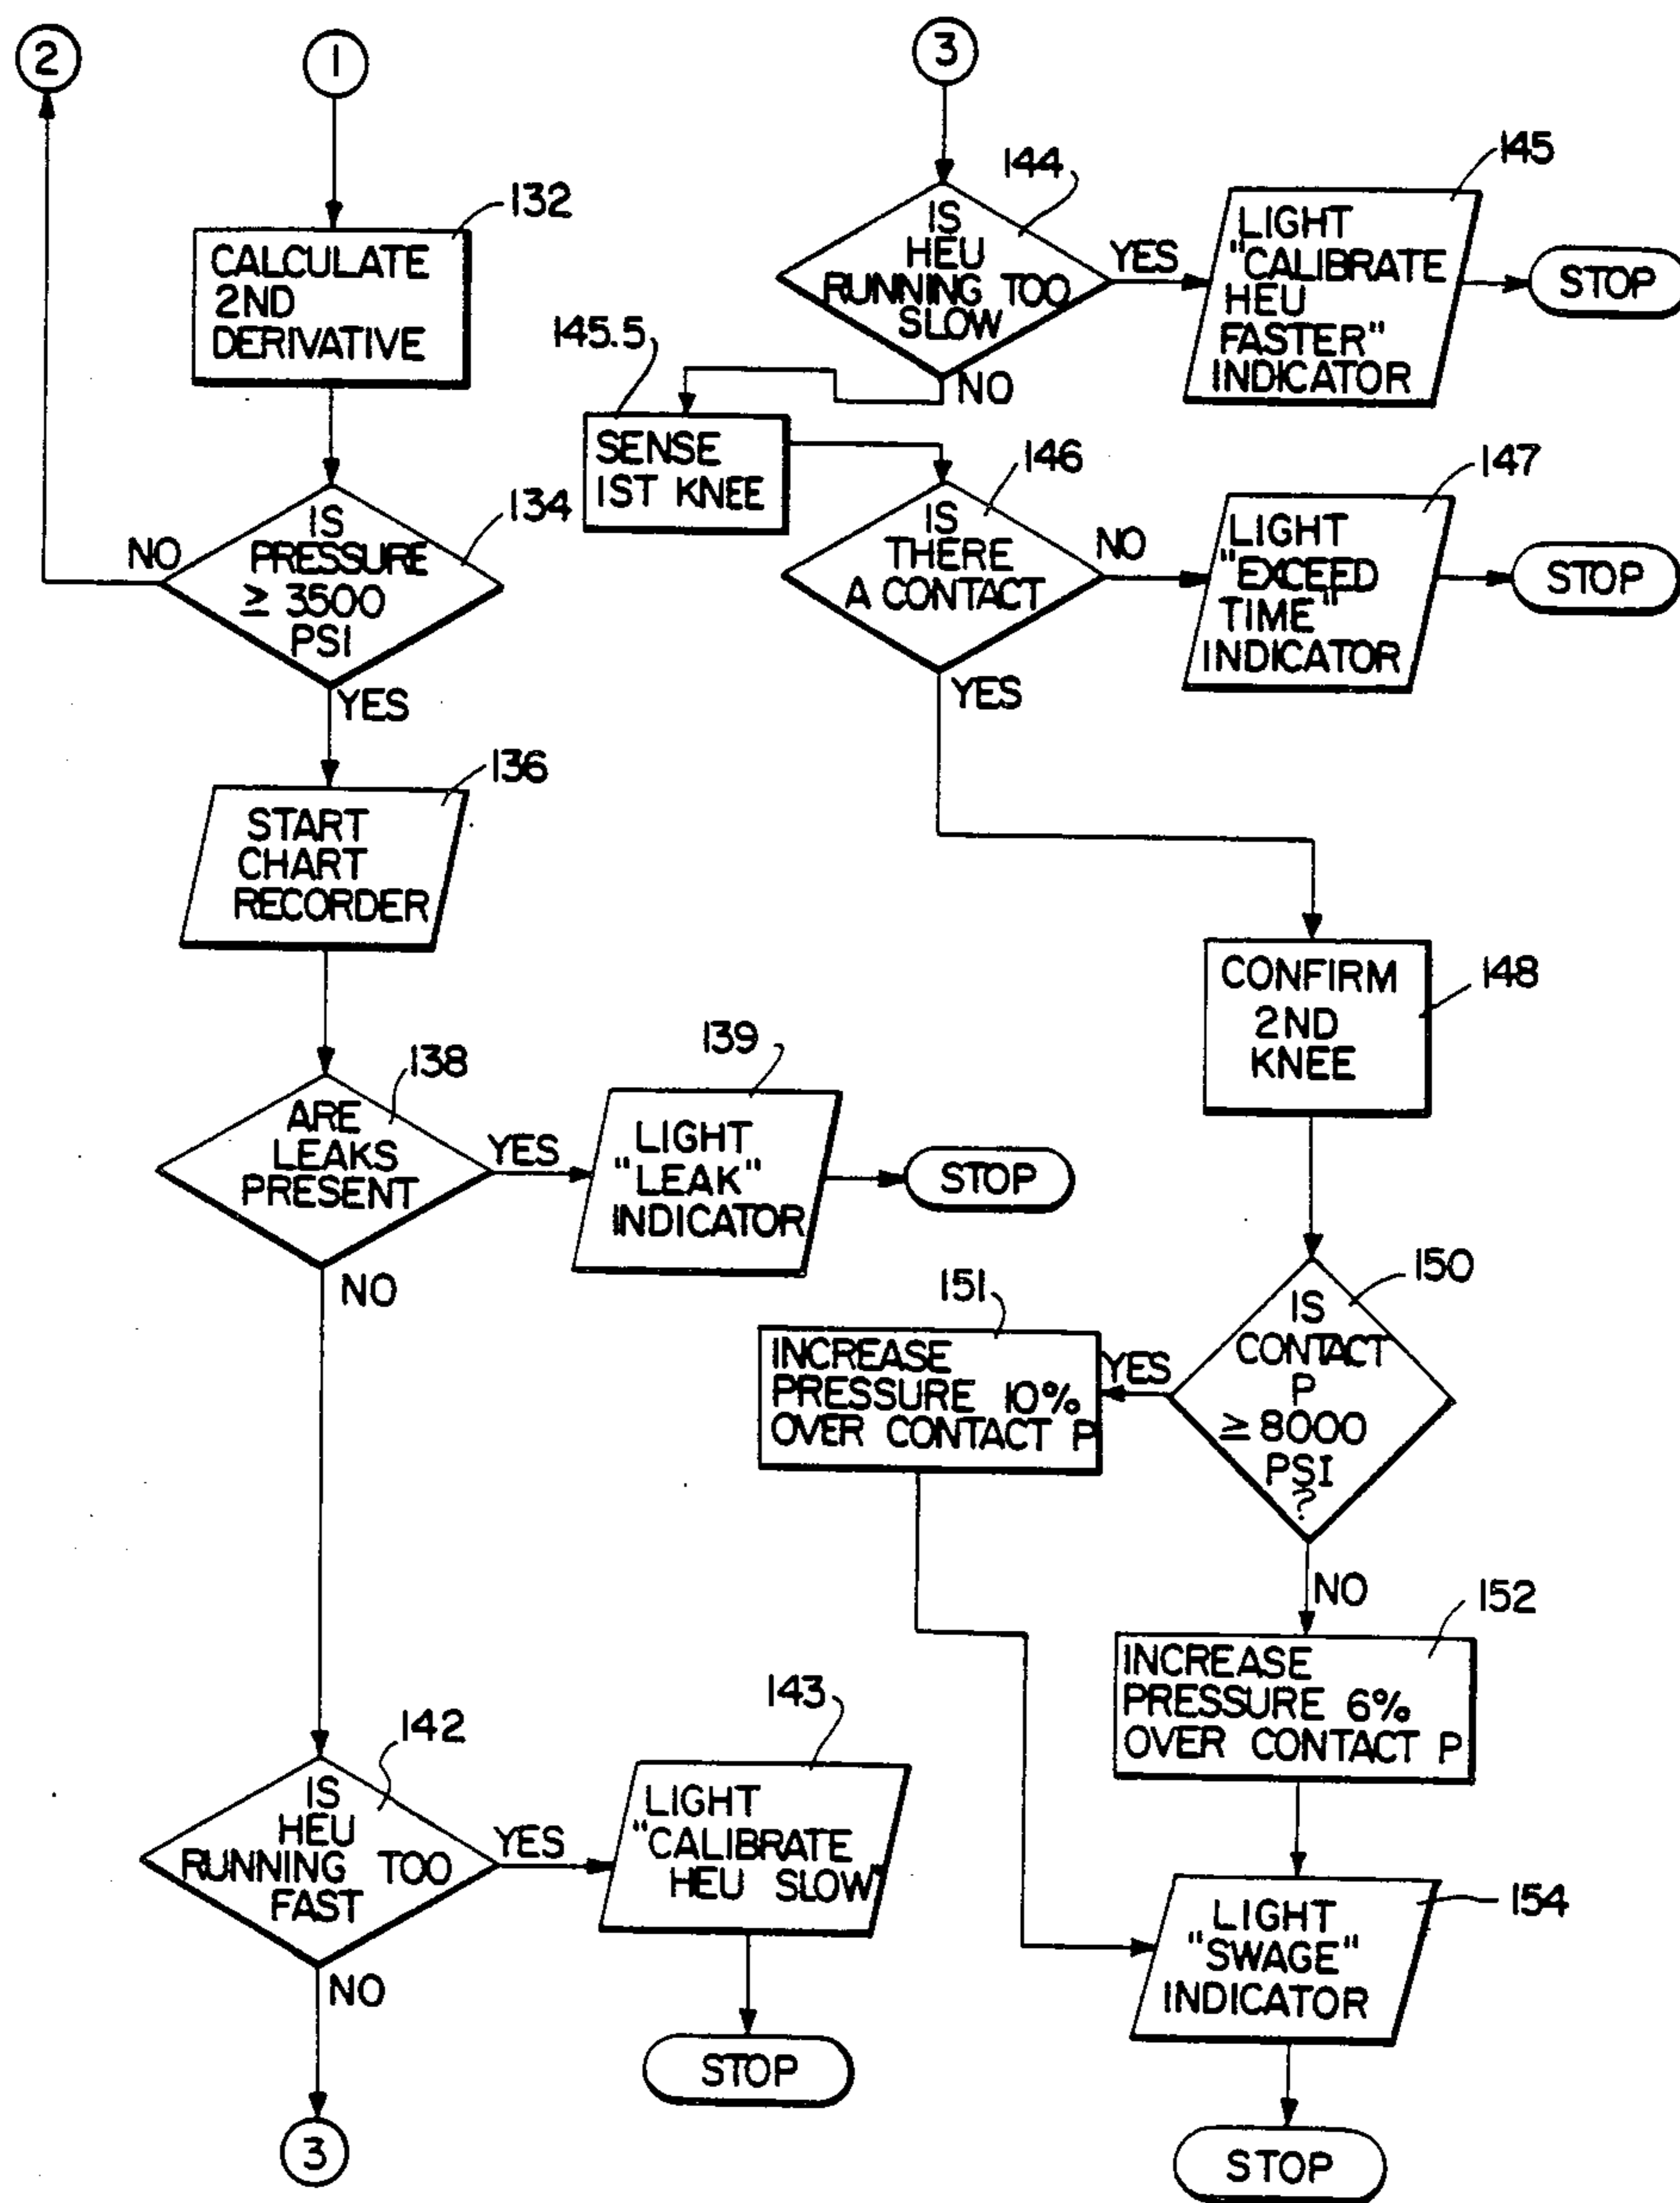 2
1
132
CALCULATE
2ND
DERIVATIVE
134
IS
PRESSURE
≥ 3500
PSI
NO
YES
136
START
CHART
RECORDER
138
ARE
LEAKS
PRESENT
YES
139
LIGHT
"LEAK"
INDICATOR
STOP
NO
142
IS
HEU
RUNNING TOO
FAST
YES
143
LIGHT
"CALIBRATE
HEU SLOW"
STOP
NO
3
3
144
IS
HEU
RUNNING TOO
SLOW
YES
145
LIGHT
"CALIBRATE
HEU
FASTER"
INDICATOR
STOP
NO
145.5
SENSE
1ST KNEE
146
IS
THERE
A CONTACT
NO
147
LIGHT
"EXCEED
TIME"
INDICATOR
STOP
YES
148
CONFIRM
2ND
KNEE
150
IS
CONTACT
P
≥ 8000
PSI
?
YES
151
INCREASE
PRESSURE 10%
OVER CONTACT P
NO
152
INCREASE
PRESSURE 6%
OVER CONTACT P
154
LIGHT
"SWAGE"
INDICATOR
STOP